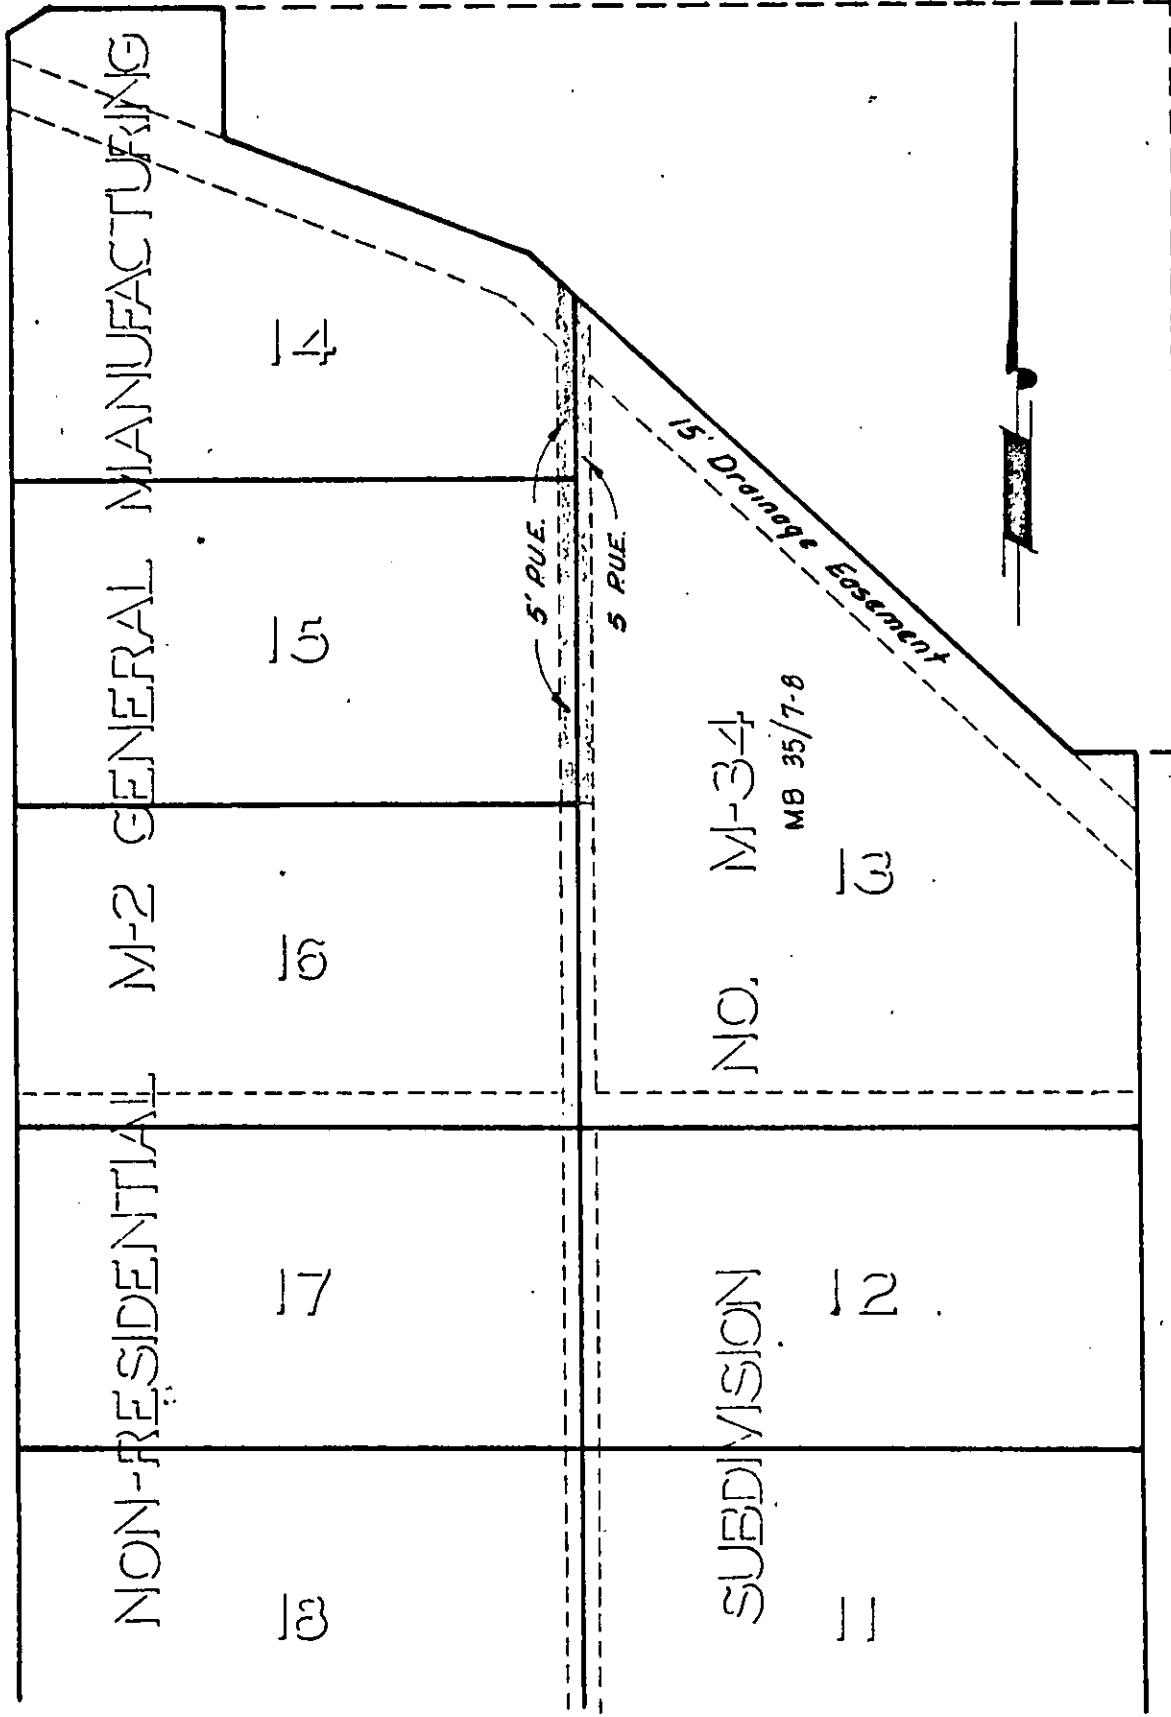 NON-RESIDENTIAL M-2 GENERAL MANUFACTURING
14
15
16
17
18
5' P.U.E.
5 P.U.E.
15' Drainage Easement
SUBDIVISION NO. M-34
MB 35/7-8
13
12
11